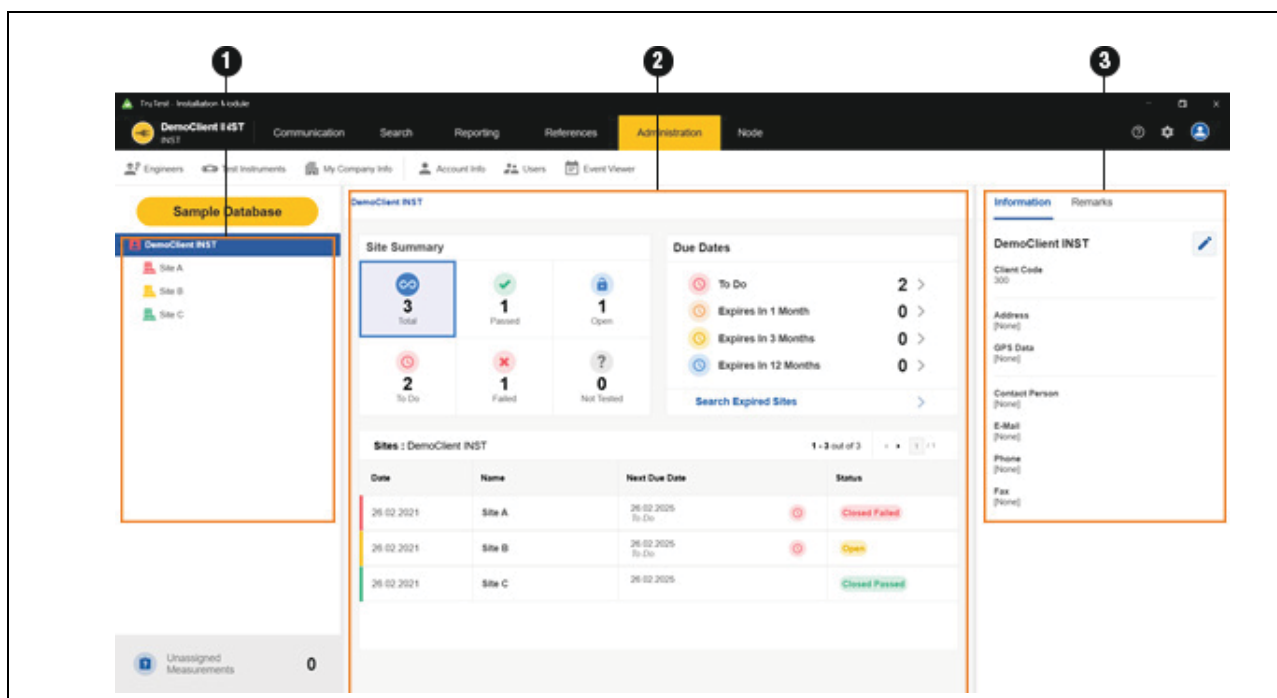 1 2 3
TruTest - Installation Module
DemoClient INST
INST
Communication Search Reporting References Administration Node
Engineers Test Instruments My Company Info Account Info Users Event Viewer
Sample Database
DemoClient INST
Site A
Site B
Site C
Unassigned
Measurements
0
DemoClient INST
Site Summary
3
Total
1
Passed
1
Open
2
To Do
1
Failed
0
Not Tested
Due Dates
To Do 2
Expires In 1 Month 0
Expires In 3 Months 0
Expires In 12 Months 0
Search Expired Sites
Sites : DemoClient INST 1 - 3 out of 3 1 / 1
Date Name Next Due Date Status
26.02.2021 Site A 26.02.2025 Closed Failed
To Do
26.02.2021 Site B 26.02.2025 Open
To Do
26.02.2021 Site C 26.02.2025 Closed Passed
Information Remarks
DemoClient INST
Client Code
300
Address
[None]
GPS Data
[None]
Contact Person
[None]
E-Mail
[None]
Phone
[None]
Fax
[None]